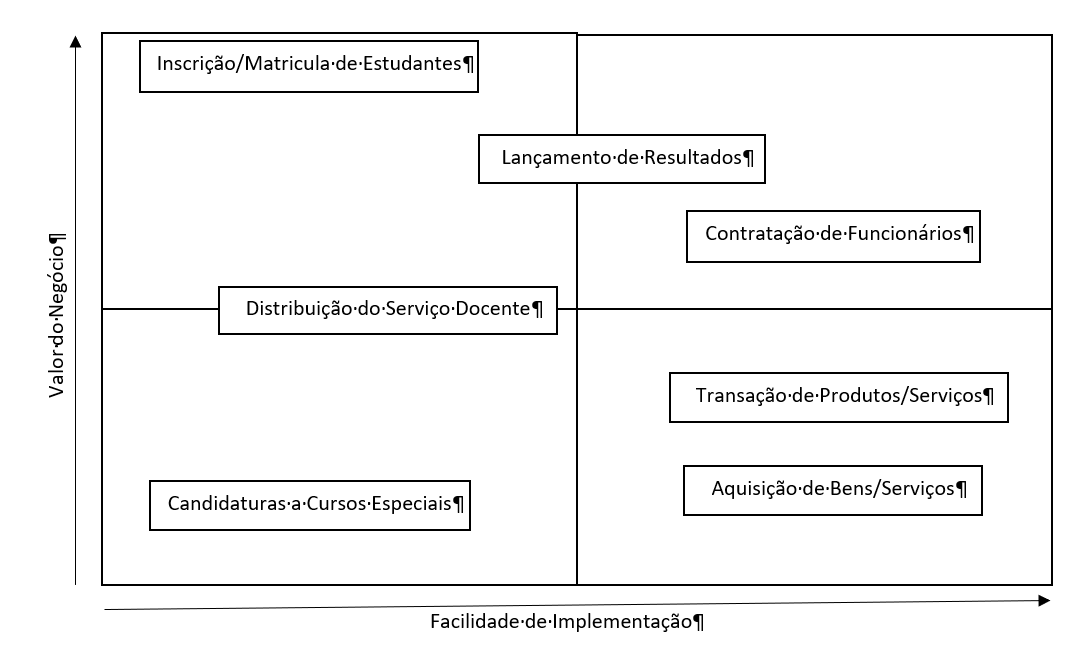 Inscrição/Matricula·de·Estudantes¶
Lançamento·de·Resultados¶
Contratação·de·Funcionários¶
Valor·do·Negócio¶
Distribuição·do·Serviço·Docente¶
Transação·de·Produtos/Serviços¶
Aquisição·de·Bens/Serviços¶
Candidaturas·a·Cursos·Especiais¶
Facilidade·de·Implementação¶